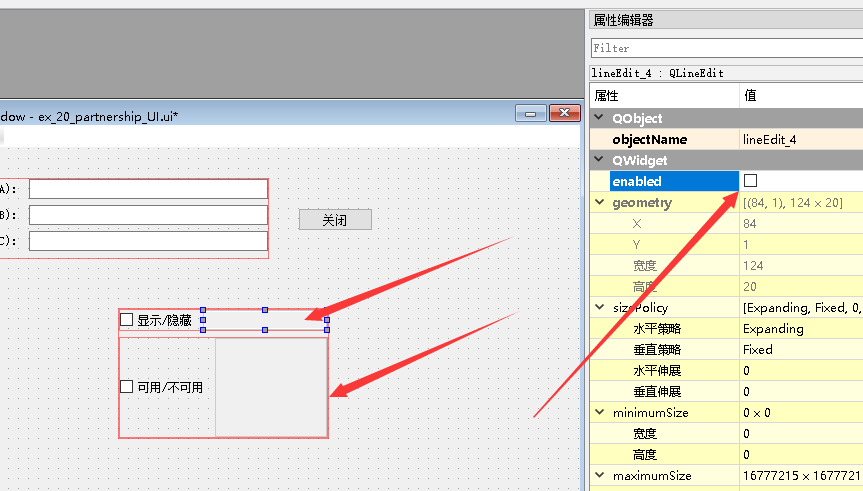 属性编辑器
Filter
lineEdit_4 : QLineEdit
属性 值
QObject
objectName lineEdit_4
QWidget
enabled
geometry [(84, 1), 124 × 20]
X 84
Y 1
宽度 124
高度 20
sizePolicy [Expanding, Fixed, 0,
水平策略 Expanding
垂直策略 Fixed
水平伸展 0
垂直伸展 0
minimumSize 0 × 0
宽度 0
高度 0
maximumSize 16777215 × 1677721
dow - ex_20_partnership_UI.ui*
A):
B):
C):
关闭
显示/隐藏
可用/不可用